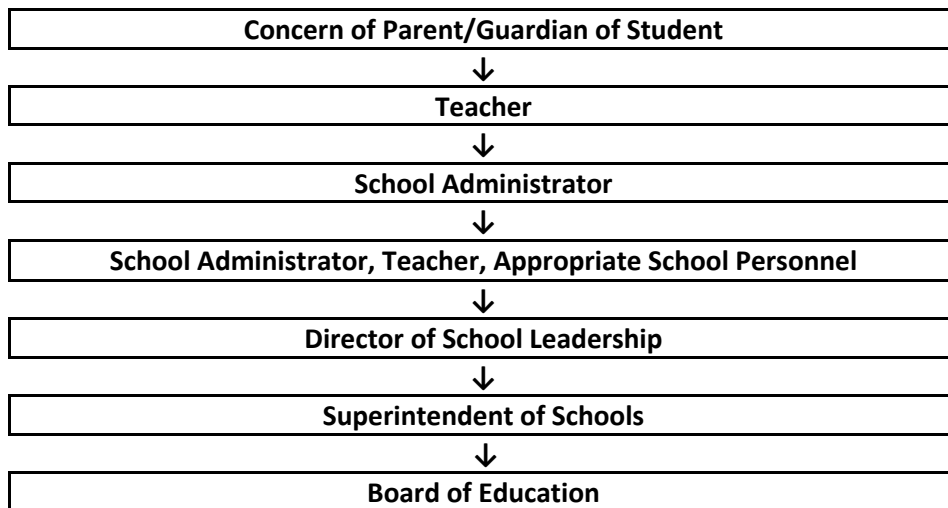 Concern of Parent/Guardian of Student
↓
Teacher
↓
School Administrator
↓
School Administrator, Teacher, Appropriate School Personnel
↓
Director of School Leadership
↓
Superintendent of Schools
↓
Board of Education